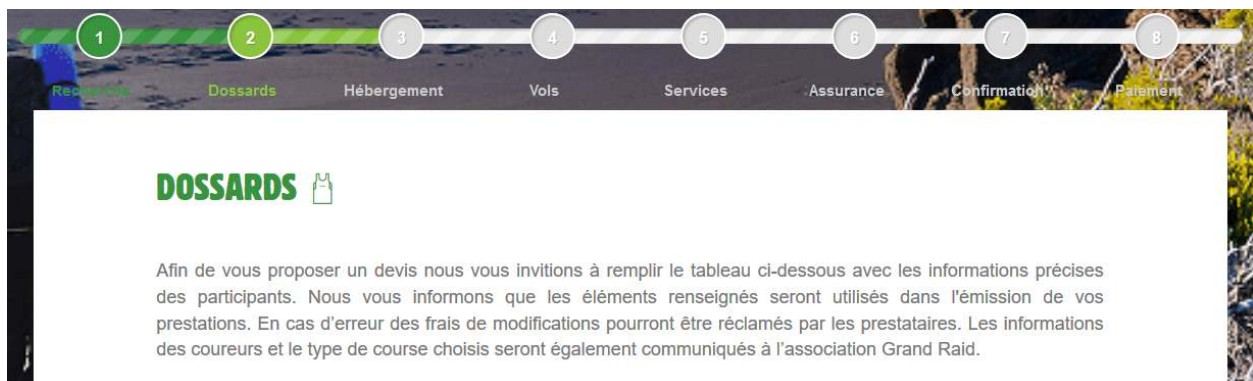 1 2 3 4 5 6 7 8
Recherche Dossards Hébergement Vols Services Assurance Confirmation Paiement
DOSSARDS
Afin de vous proposer un devis nous vous invitions à remplir le tableau ci-dessous avec les informations précises
des participants. Nous vous informons que les éléments renseignés seront utilisés dans l'émission de vos
prestations. En cas d’erreur des frais de modifications pourront être réclamés par les prestataires. Les informations
des coureurs et le type de course choisis seront également communiqués à l’association Grand Raid.